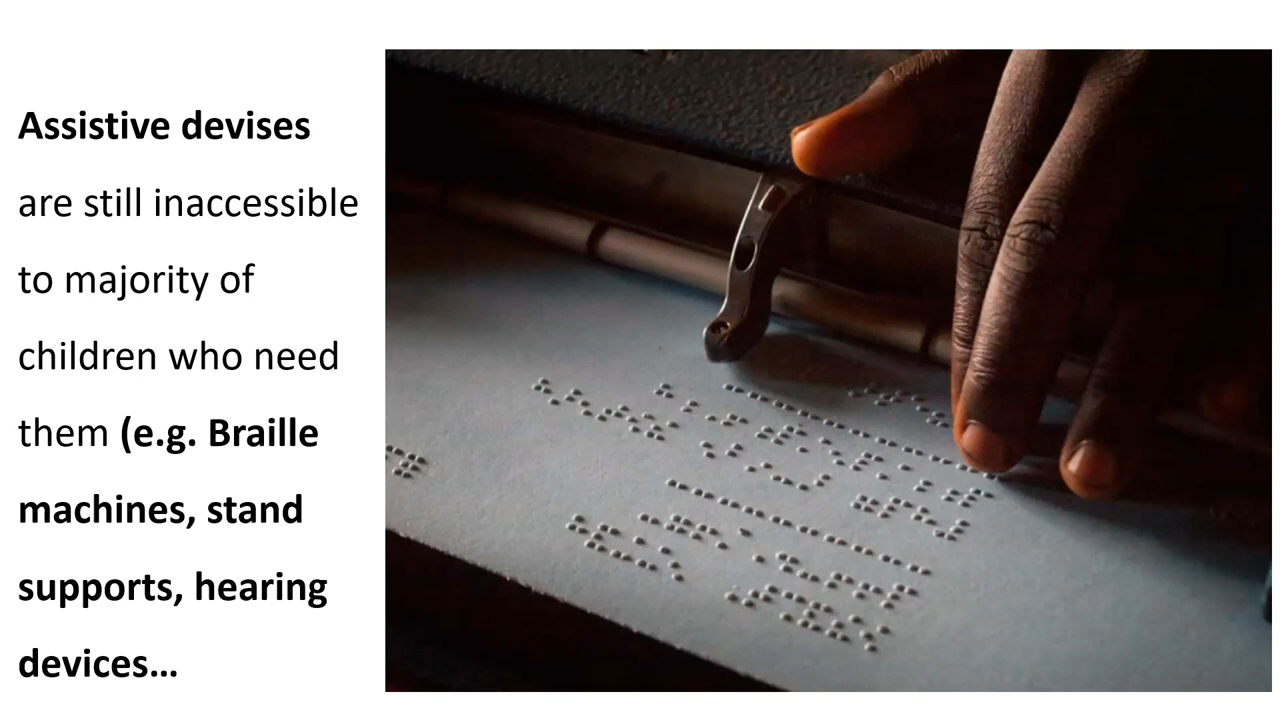 Assistive devises
are still inaccessible
to majority of
children who need
them (e.g. Braille
machines, stand
supports, hearing
devices…